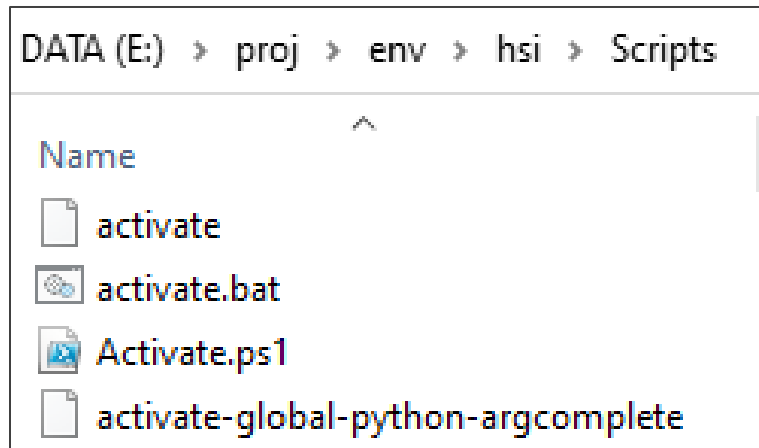 DATA (E:) > proj > env > hsi > Scripts
Name
activate
activate.bat
Activate.ps1
activate-global-python-argcomplete